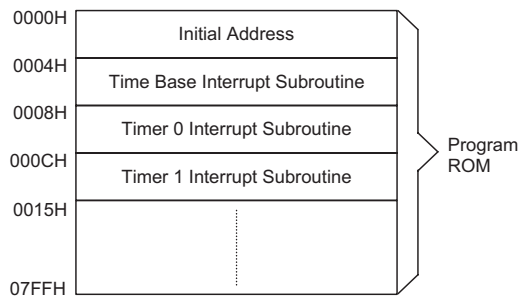 0000H
Initial Address
0004H
Time Base Interrupt Subroutine
0008H
Timer 0 Interrupt Subroutine
000CH
Timer 1 Interrupt Subroutine
0015H
07FFH
Program
ROM